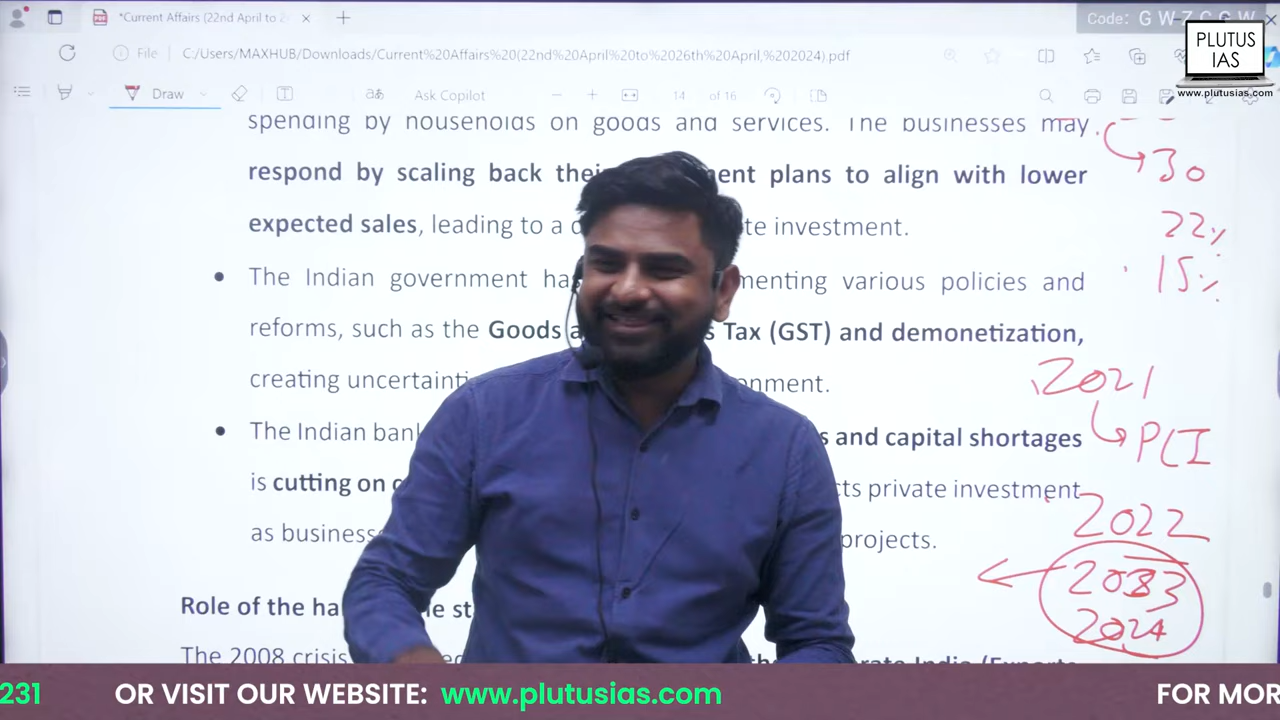 *Current Affairs (22nd April to 2
Code: G W Z C G W
PLUTUS
IAS
www.plutusias.com
File
C:/Users/MAXHUB/Downloads/Current%20Affairs%20(22nd%20April%20to%2026th%20April,%202024).pdf
Draw
Ask Copilot
14 of 16
spending by households on goods and services. The businesses may
respond by scaling back thei ent plans to align with lower
expected sales, leading to a d te investment.
The Indian government ha menting various policies and
reforms, such as the Goods a s Tax (GST) and demonetization,
creating uncertainti onment.
The Indian bank s and capital shortages
is cutting on c cts private investment
as business projects.
Role of the ha le st
The 2008 crisis
30
22%
15%
2021
PCI
2022
2033
2024
231 OR VISIT OUR WEBSITE: www.plutusias.com FOR MOR